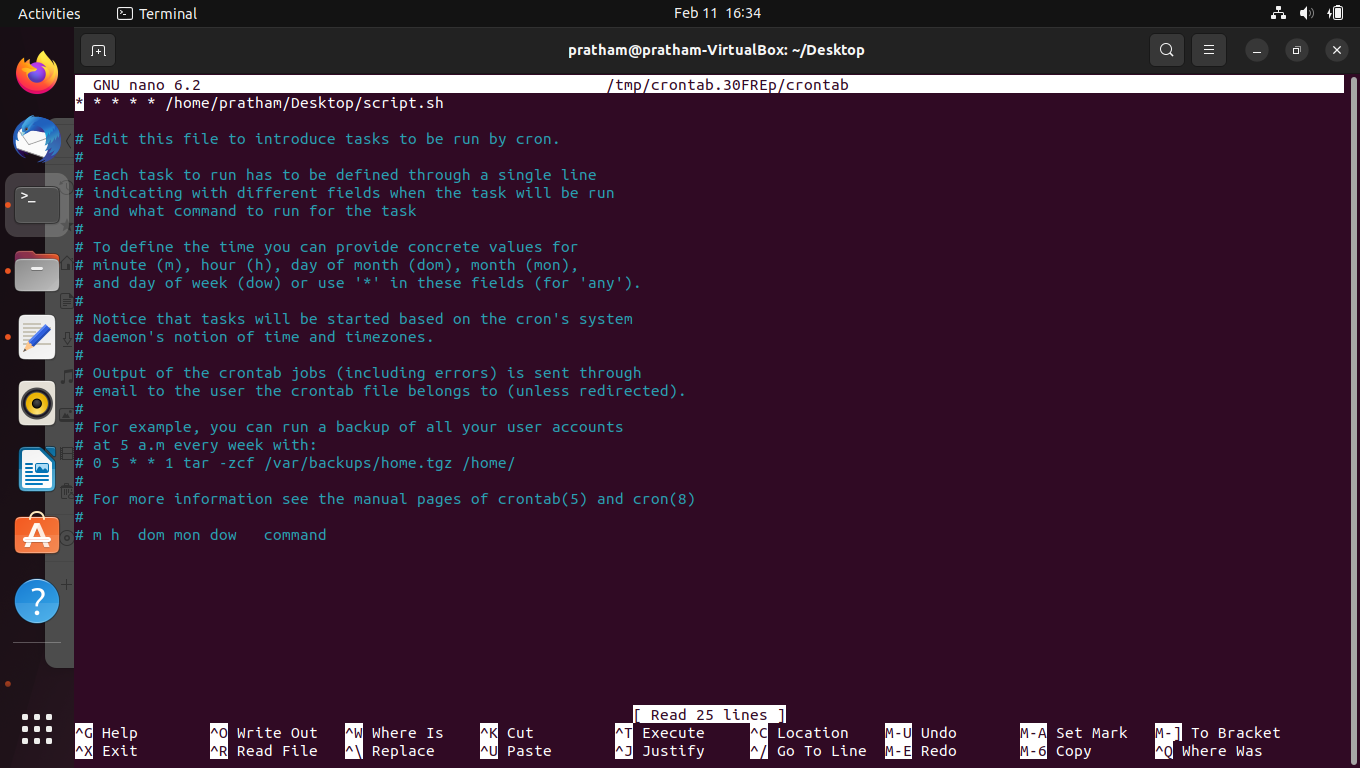 Activities Terminal Feb 11 16:34
pratham@pratham-VirtualBox: ~/Desktop
GNU nano 6.2 /tmp/crontab.30FREp/crontab
* * * * * /home/pratham/Desktop/script.sh
# Edit this file to introduce tasks to be run by cron.
#
# Each task to run has to be defined through a single line
# indicating with different fields when the task will be run
# and what command to run for the task
#
# To define the time you can provide concrete values for
# minute (m), hour (h), day of month (dom), month (mon),
# and day of week (dow) or use '*' in these fields (for 'any').
#
# Notice that tasks will be started based on the cron's system
# daemon's notion of time and timezones.
#
# Output of the crontab jobs (including errors) is sent through
# email to the user the crontab file belongs to (unless redirected).
#
# For example, you can run a backup of all your user accounts
# at 5 a.m every week with:
# 0 5 * * 1 tar -zcf /var/backups/home.tgz /home/
#
# For more information see the manual pages of crontab(5) and cron(8)
#
# m h  dom mon dow   command
[ Read 25 lines ]
^G Help ^O Write Out ^W Where Is ^K Cut ^T Execute ^C Location M-U Undo M-A Set Mark M-] To Bracket
^X Exit ^R Read File ^\ Replace ^U Paste ^J Justify ^/ Go To Line M-E Redo M-6 Copy ^Q Where Was